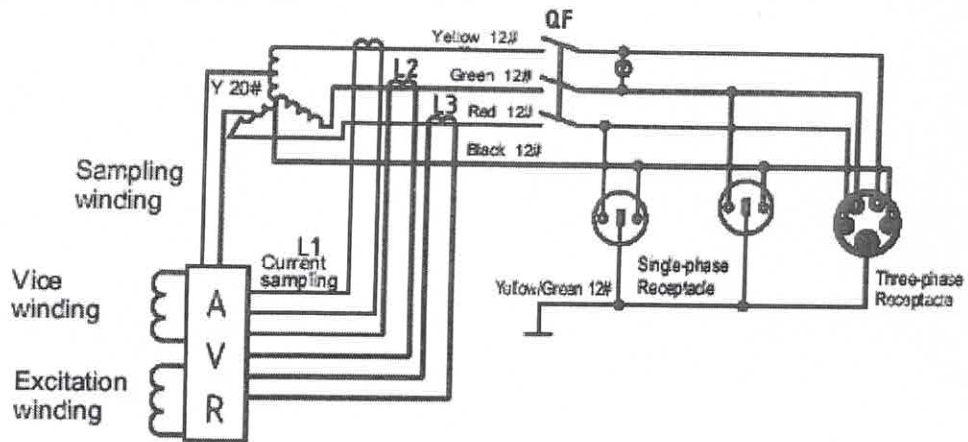 QF
Yellow 12#
L2
Green 12#
Y 20#
L3
Red 12#
Black 12#
Sampling
winding
L1
Current
sampling
Vice
winding
A
V
R
Excitation
winding
Single-phase
Receptacle
Yellow/Green 12#
Three-phase
Receptacle